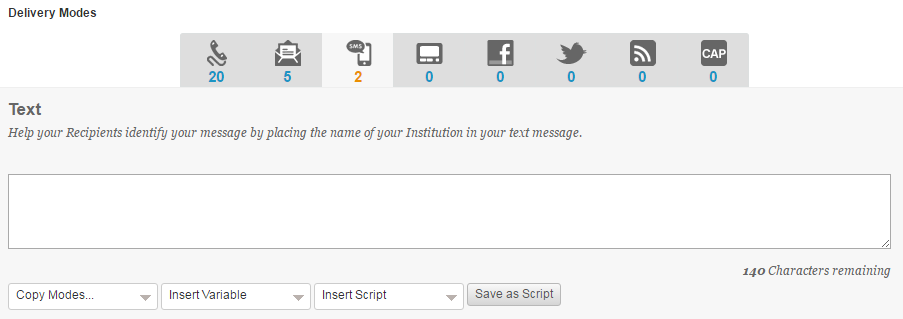 Delivery Modes
SMS f CAP
20 5 2 0 0 0 0 0
Text
Help your Recipients identify your message by placing the name of your Institution in your text message.
140 Characters remaining
Copy Modes... Insert Variable Insert Script Save as Script